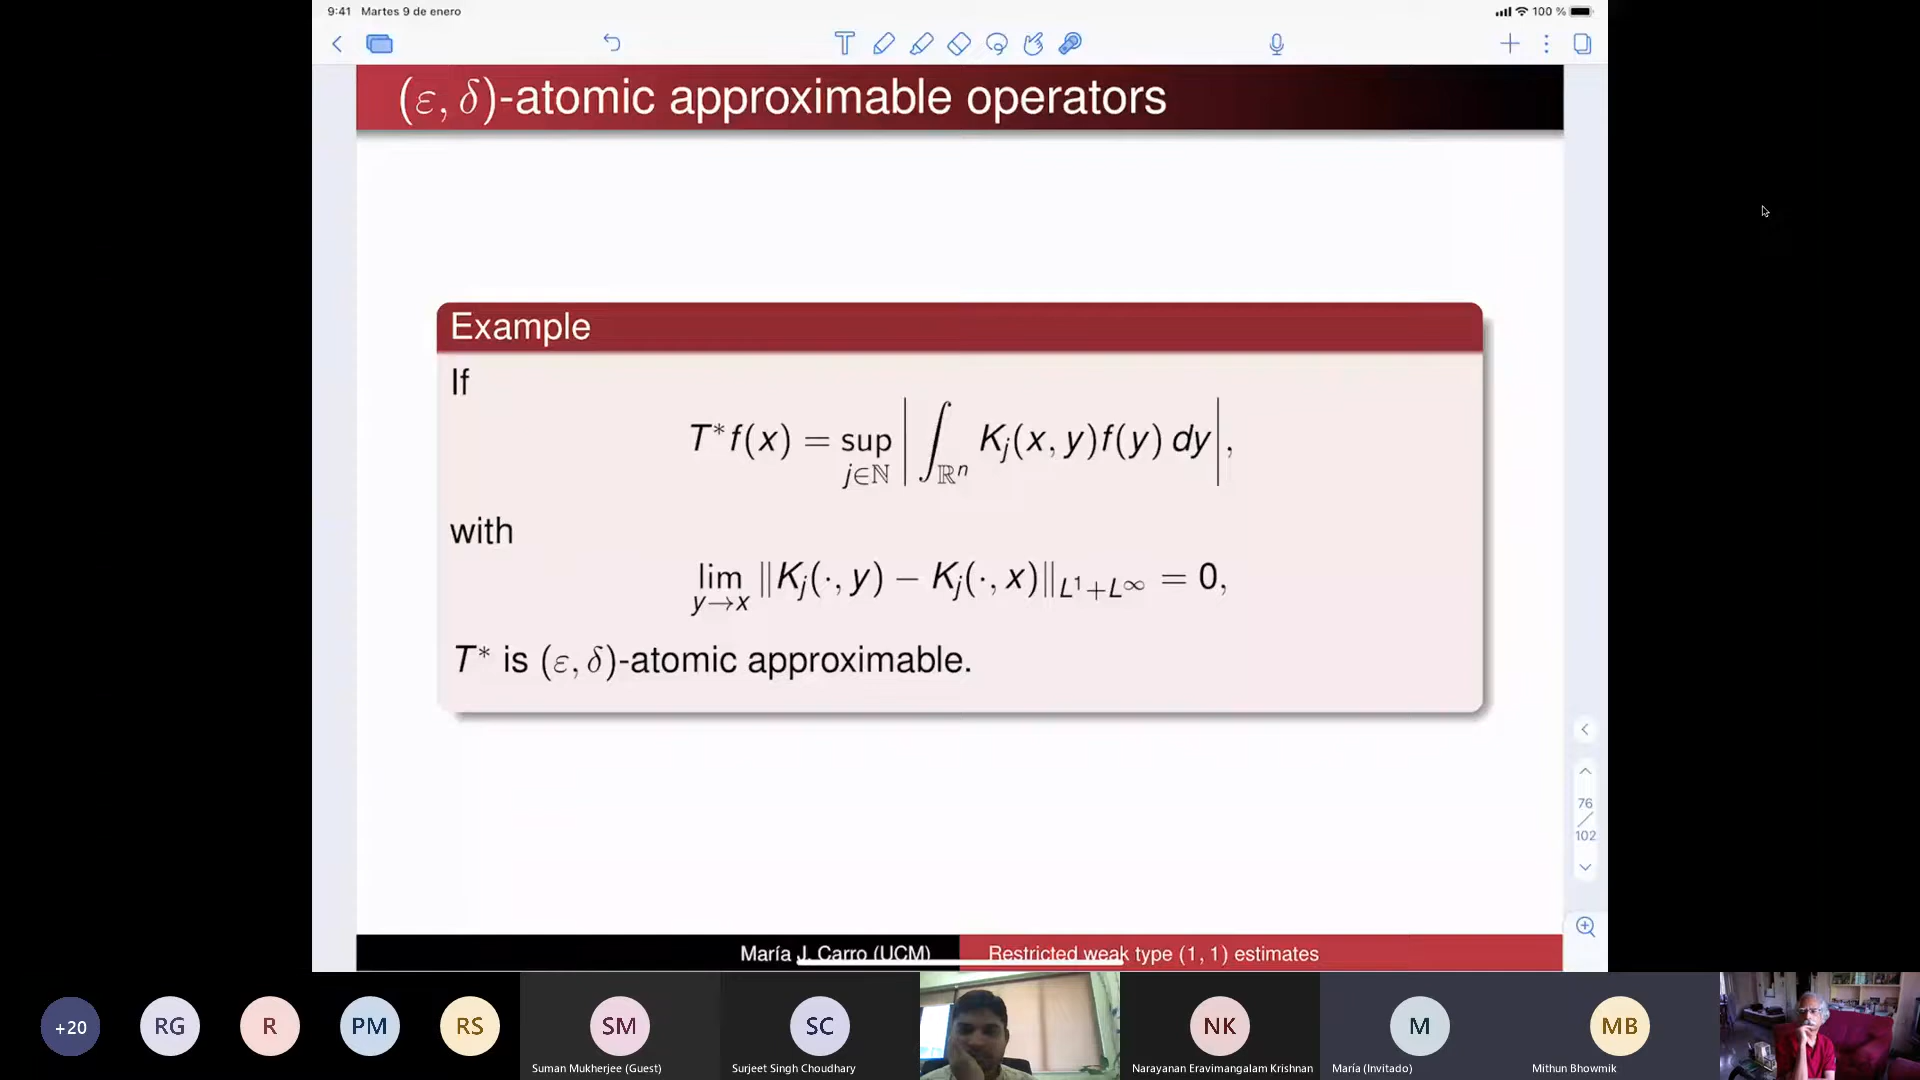 9:41 Martes 9 de enero
100 %
(ε, δ)-atomic approximable operators
Example
If
T*f(x) = sup_{j∈ℕ} | ∫_{ℝⁿ} K_j(x, y)f(y) dy |,
with
lim_{y→x} ‖K_j(·, y) − K_j(·, x)‖_{L¹+L^∞} = 0,
T* is (ε, δ)-atomic approximable.
76
102
María J. Carro (UCM) Restricted weak type (1, 1) estimates
+20 RG R PM RS SM SC NK M MB
Suman Mukherjee (Guest) Surjeet Singh Choudhary Narayanan Eravimangalam Krishnan María (Invitado) Mithun Bhowmik